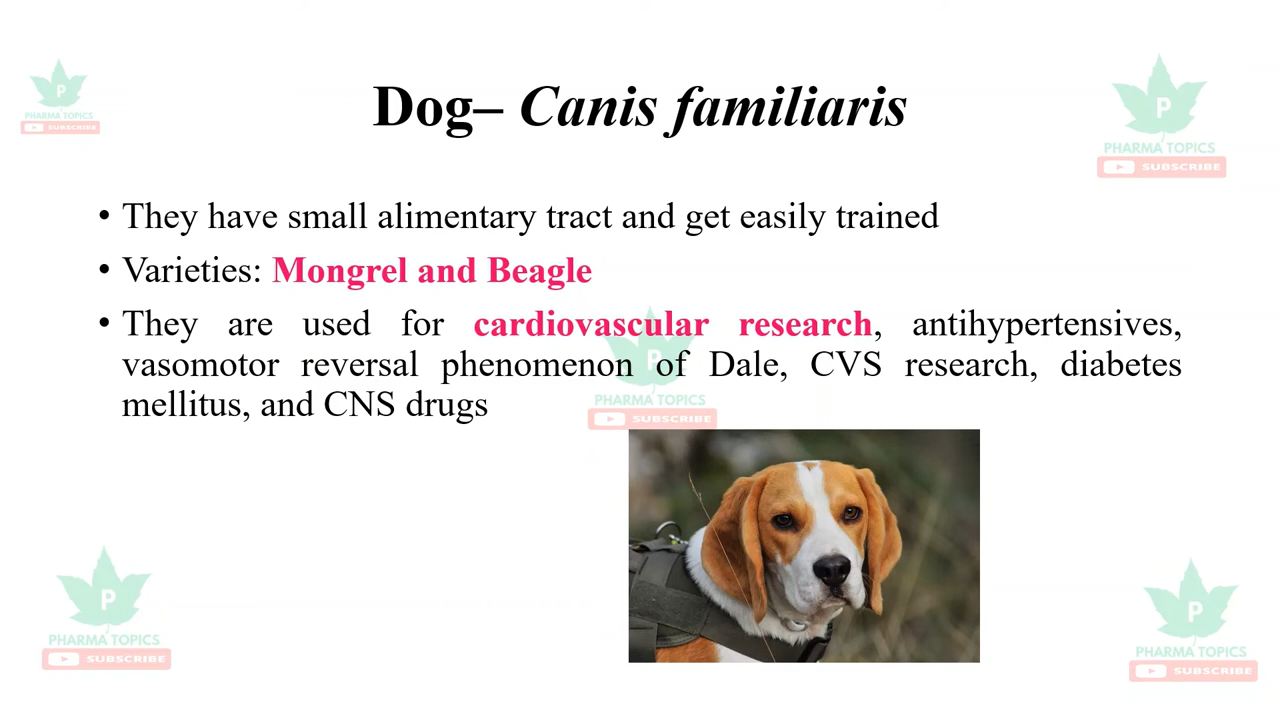 P
PHARMA TOPICS
SUBSCRIBE
P
PHARMA TOPICS
SUBSCRIBE
Dog– Canis familiaris
• They have small alimentary tract and get easily trained
• Varieties: Mongrel and Beagle
• They are used for cardiovascular research, antihypertensives,
vasomotor reversal phenomenon of Dale, CVS research, diabetes
mellitus, and CNS drugs
P
PHARMA TOPICS
SUBSCRIBE
P
PHARMA TOPICS
SUBSCRIBE
P
PHARMA TOPICS
SUBSCRIBE